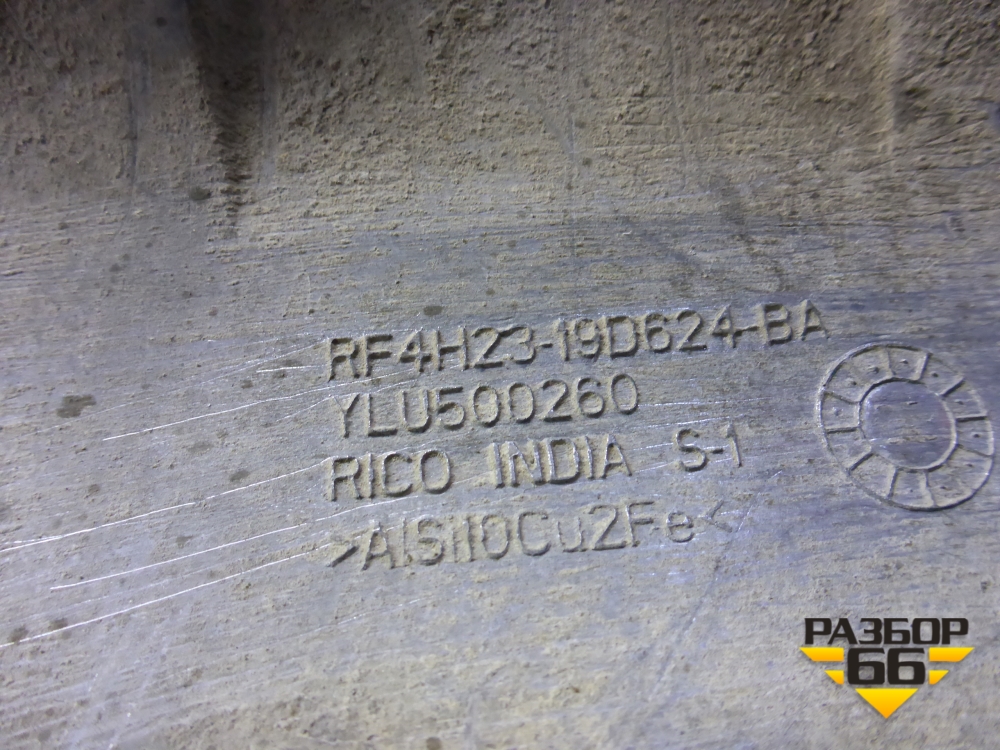 RF4H23-19D624-BA
YLU500260
RICO INDIA S-1
>AlSi10Cu2Fe<
РАЗБОР
66